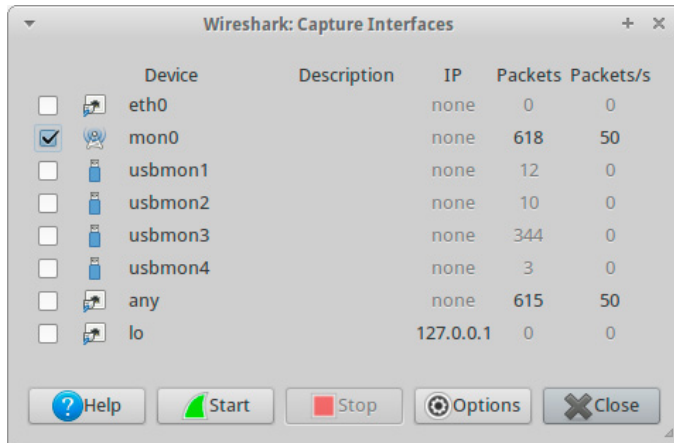 Wireshark: Capture Interfaces
Device Description IP Packets Packets/s
eth0 none 0 0
mon0 none 618 50
usbmon1 none 12 0
usbmon2 none 10 0
usbmon3 none 344 0
usbmon4 none 3 0
any none 615 50
lo 127.0.0.1 0 0
Help Start Stop Options Close